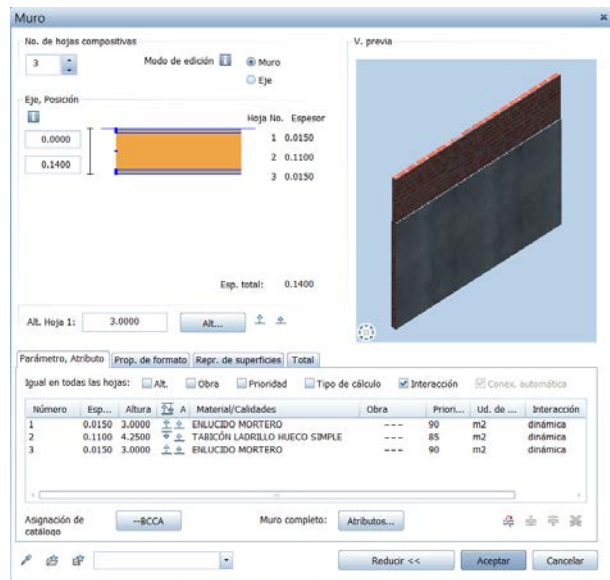 Muro
No. de hojas compositivas
3
Modo de edición
Muro
Eje
V. previa
Eje, Posición
Hoja No. Espesor
0.0000
0.1400
1 0.0150
2 0.1100
3 0.0150
Esp. total: 0.1400
Alt. Hoja 1: 3.0000 Alt...
Parámetro, Atributo Prop. de formato Repr. de superficies Total
Igual en todas las hojas: Alt. Obra Prioridad Tipo de cálculo Interacción Conex. automática
Número Esp... Altura A Material/Calidades Obra Priori... Ud. de ... Interacción
1 0.0150 3.0000 ENLUCIDO MORTERO --- 90 m2 dinámica
2 0.1100 4.2500 TABICÓN LADRILLO HUECO SIMPLE --- 85 m2 dinámica
3 0.0150 3.0000 ENLUCIDO MORTERO --- 90 m2 dinámica
Asignación de catálogo --BCCA Muro completo: Atributos...
Reducir << Aceptar Cancelar